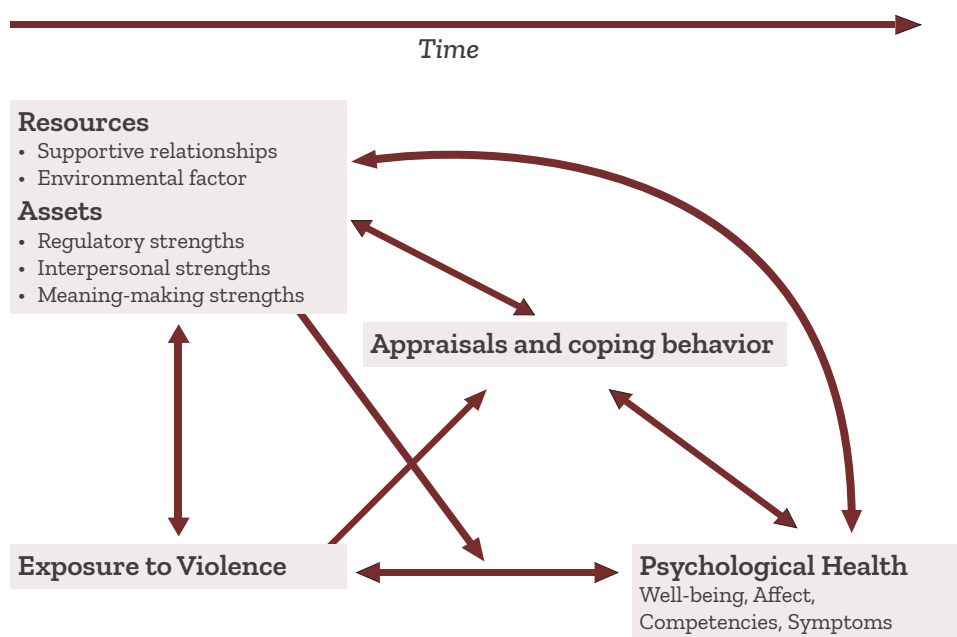 Time
Resources
• Supportive relationships
• Environmental factor
Assets
• Regulatory strengths
• Interpersonal strengths
• Meaning-making strengths
Appraisals and coping behavior
Exposure to Violence
Psychological Health
Well-being, Affect,
Competencies, Symptoms